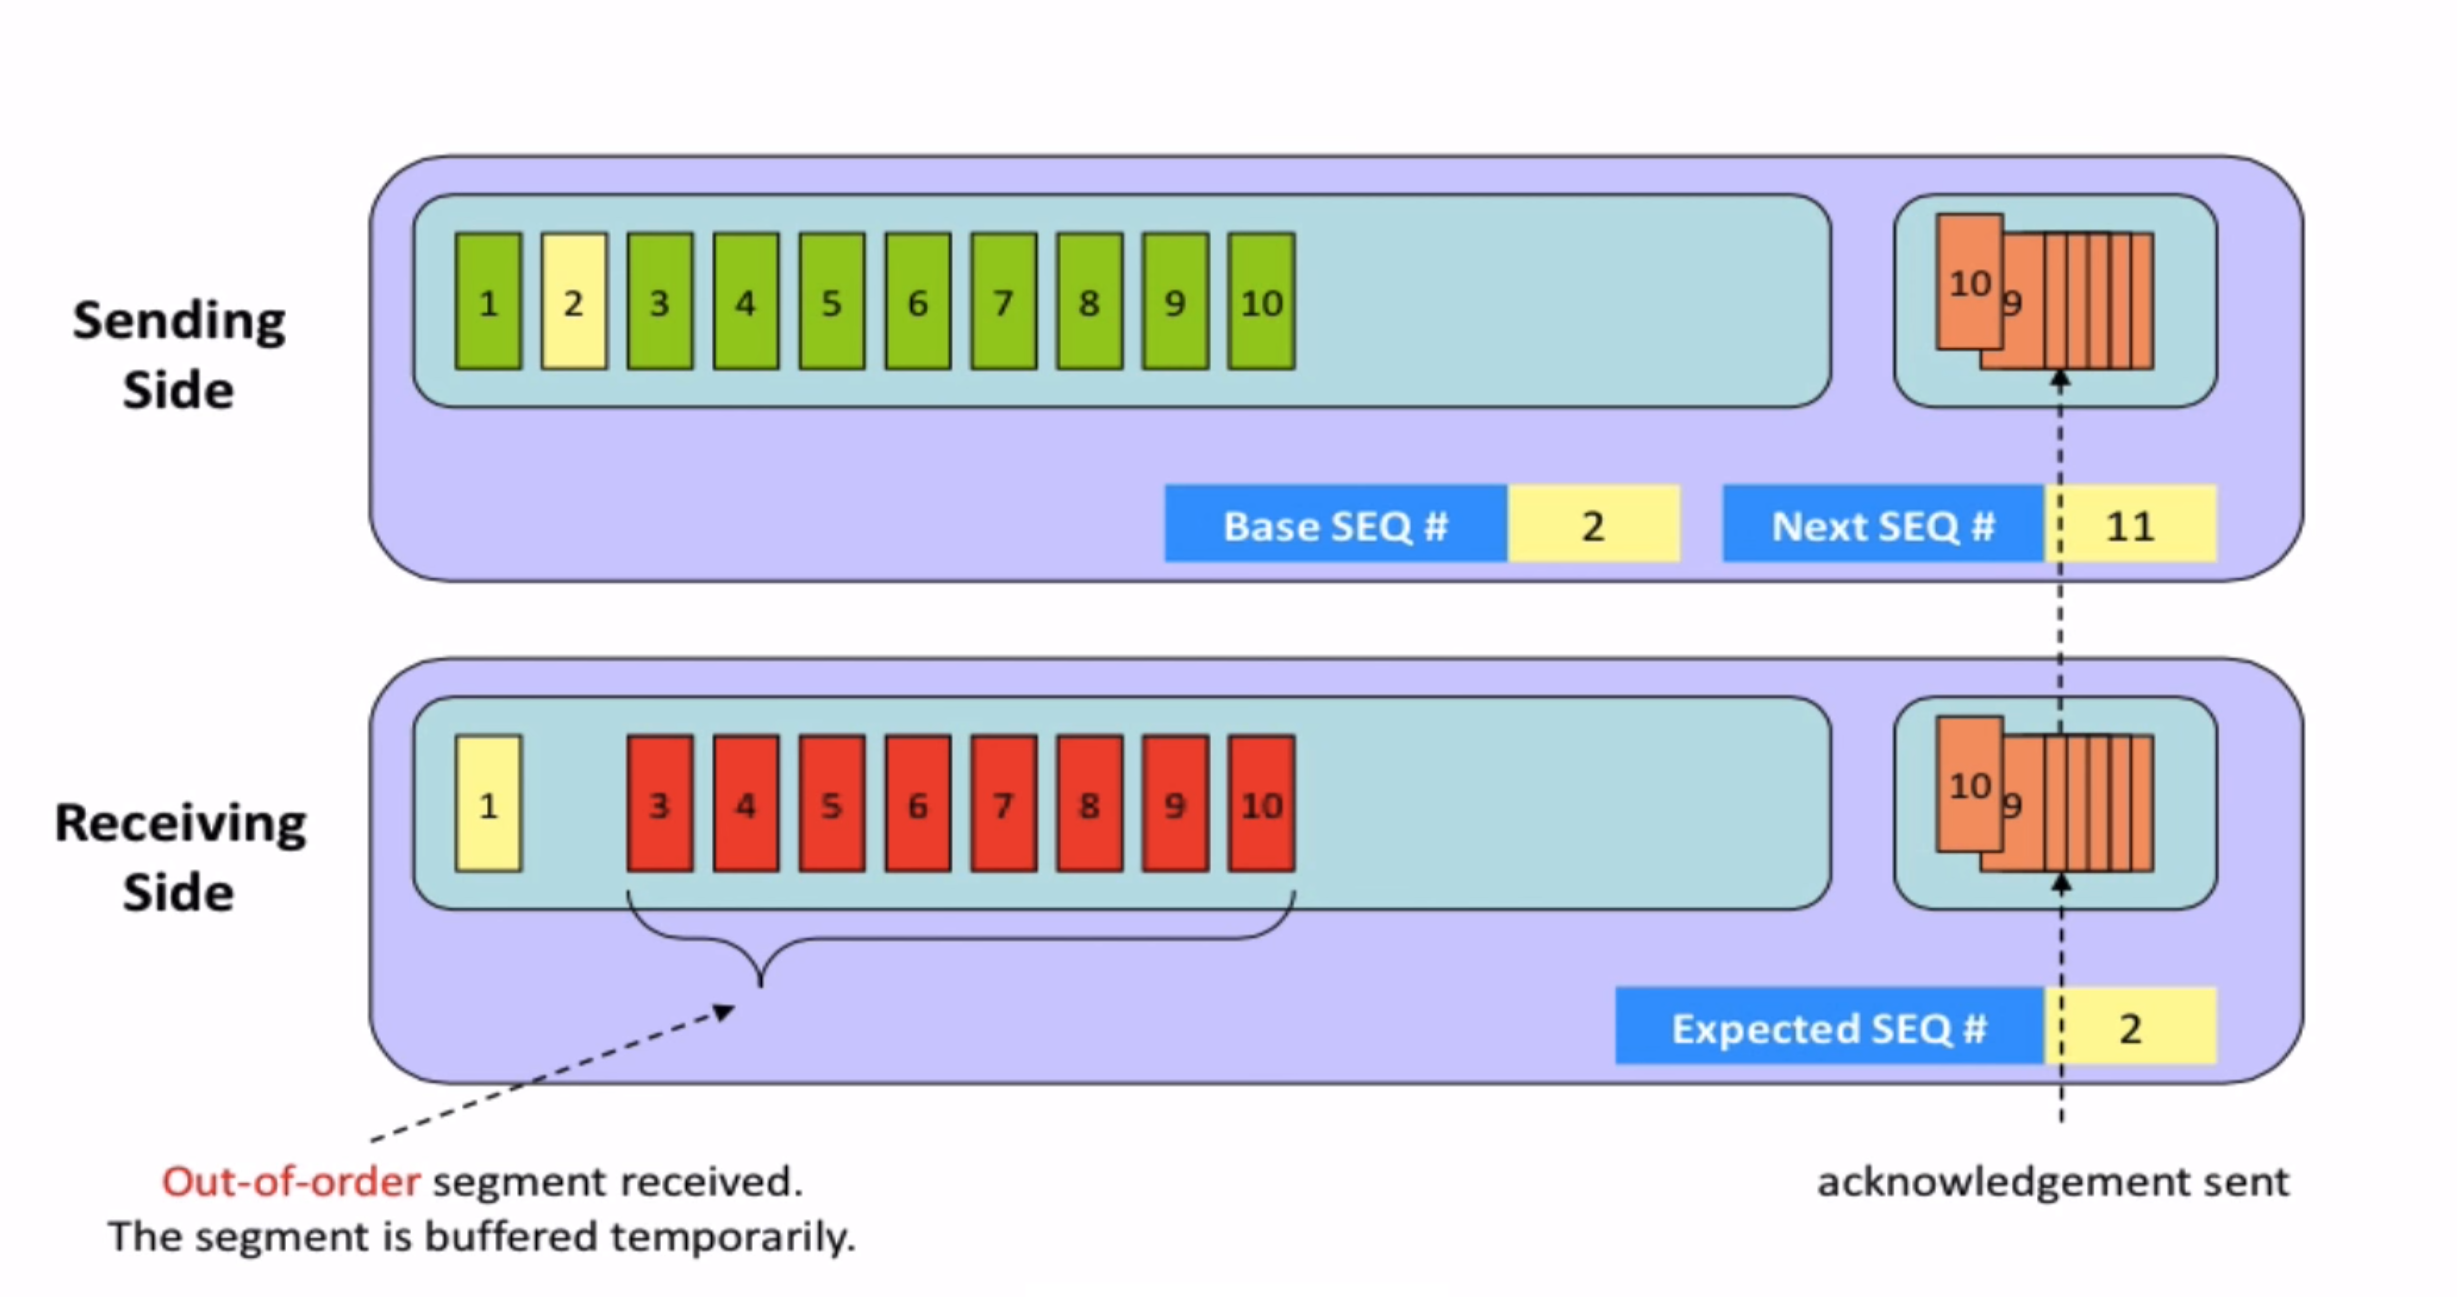 Sending
Side
1 2 3 4 5 6 7 8 9 10
10 9
Base SEQ # 2
Next SEQ # 11
Receiving
Side
1 3 4 5 6 7 8 9 10
10 9
Expected SEQ # 2
Out-of-order segment received.
The segment is buffered temporarily.
acknowledgement sent